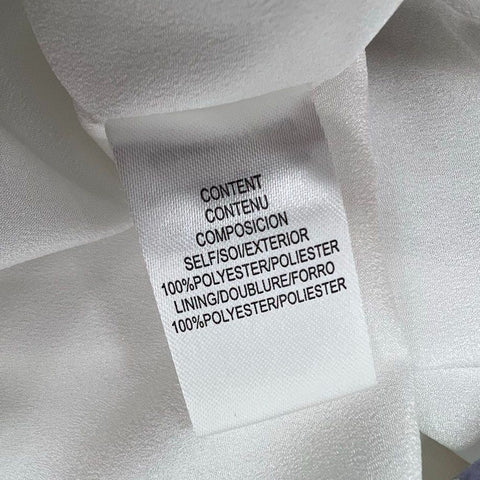 CONTENT
CONTENU
COMPOSICION
SELF/SOI/EXTERIOR
100%POLYESTER/POLIESTER
LINING/DOUBLURE/FORRO
100%POLYESTER/POLIESTER